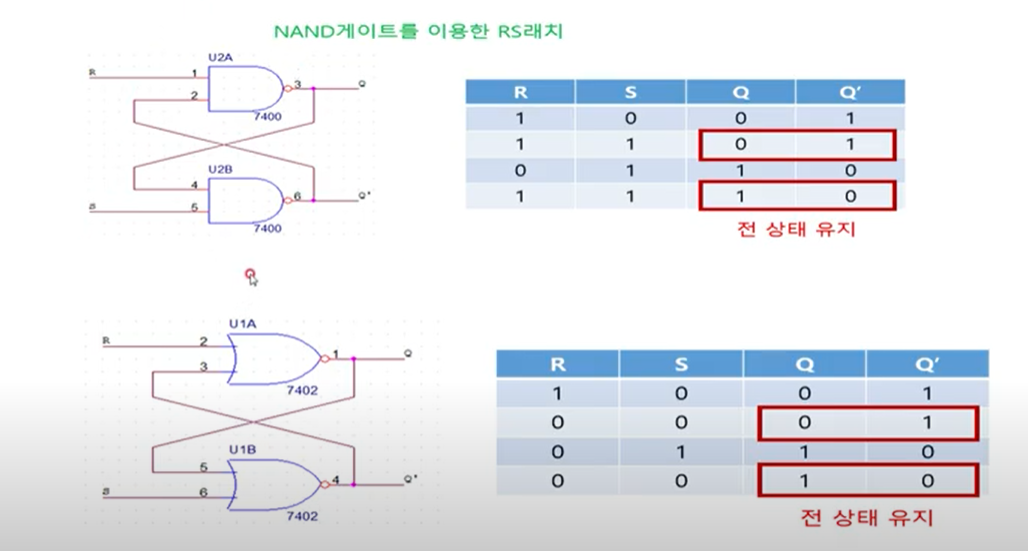 NAND게이트를 이용한 RS래치
U2A
R 1 3 Q
2
7400
U2B
4 6 Q'
S 5
7400
R S Q Q’
1 0 0 1
1 1 0 1
0 1 1 0
1 1 1 0
전 상태 유지
U1A
R 2 1 Q
3
7402
U1B
5 4 Q'
S 6
7402
R S Q Q’
1 0 0 1
0 0 0 1
0 1 1 0
0 0 1 0
전 상태 유지